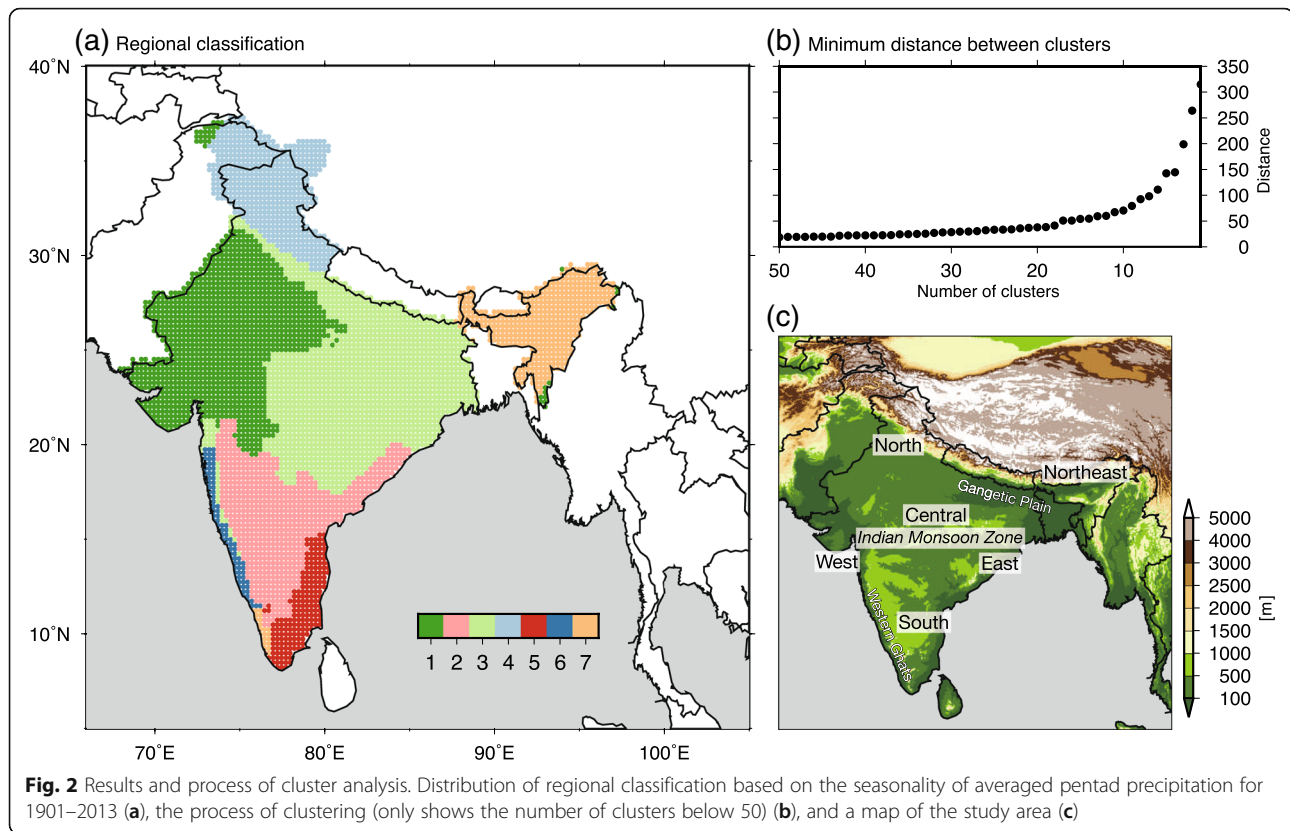 (a) Regional classification
40°N
30°N
20°N
10°N
70°E 80°E 90°E 100°E
1 2 3 4 5 6 7
(b) Minimum distance between clusters
350
300
250
200
150
100
50
0
Distance
50 40 30 20 10
Number of clusters
(c)
North
Northeast
Gangetic Plain
Central
Indian Monsoon Zone
West
East
Western Ghats
South
5000
4000
3000
2500
2000
1500
1000
500
100
[m]
Fig. 2 Results and process of cluster analysis. Distribution of regional classification based on the seasonality of averaged pentad precipitation for
1901–2013 (a), the process of clustering (only shows the number of clusters below 50) (b), and a map of the study area (c)